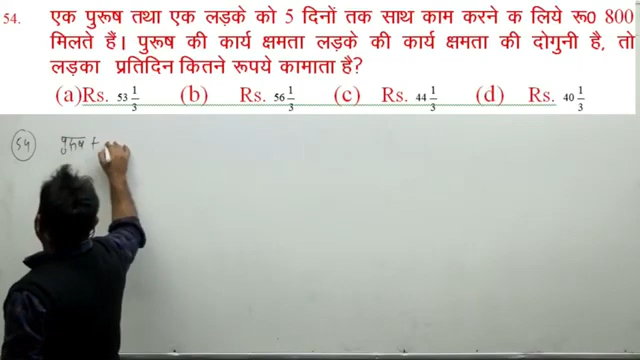 54. एक पुरूष तथा एक लड़के को 5 दिनों तक साथ काम करने क लिये रू0 800
मिलते हैं। पुरूष की कार्य क्षमता लड़के की कार्य क्षमता की दोगुनी है, तो
लड़का प्रतिदिन कितने रूपये कामाता है?
(a)Rs. 53 1/3 (b) Rs. 56 1/3 (c) Rs. 44 1/3 (d) Rs. 40 1/3
54 पुरूष +